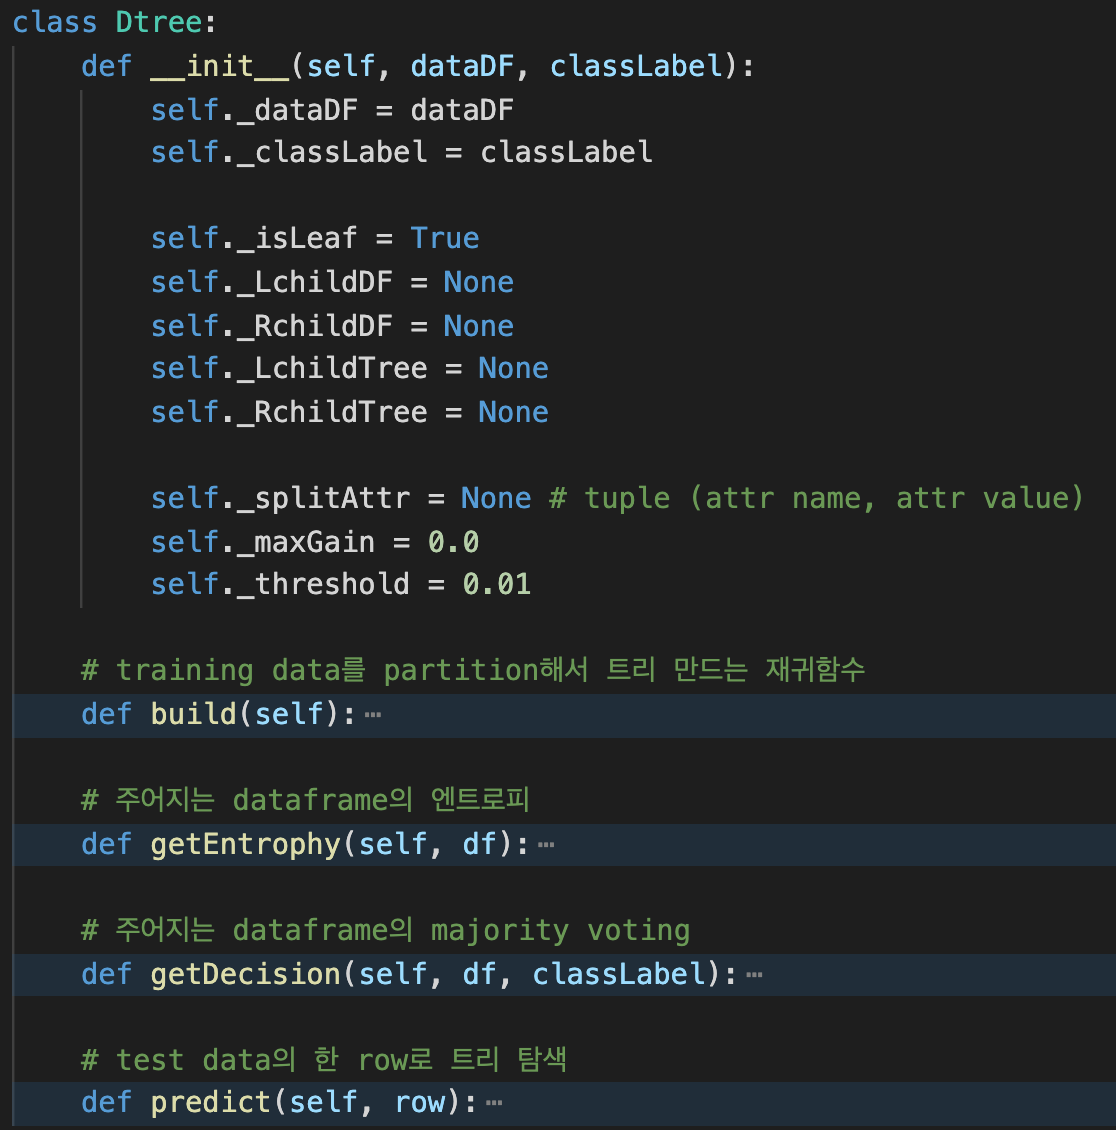 class Dtree:
def __init__(self, dataDF, classLabel):
self._dataDF = dataDF
self._classLabel = classLabel
self._isLeaf = True
self._LchildDF = None
self._RchildDF = None
self._LchildTree = None
self._RchildTree = None
self._splitAttr = None # tuple (attr name, attr value)
self._maxGain = 0.0
self._threshold = 0.01
# training data를 partition해서 트리 만드는 재귀함수
def build(self):⋯
# 주어지는 dataframe의 엔트로피
def getEntrophy(self, df):⋯
# 주어지는 dataframe의 majority voting
def getDecision(self, df, classLabel):⋯
# test data의 한 row로 트리 탐색
def predict(self, row):⋯